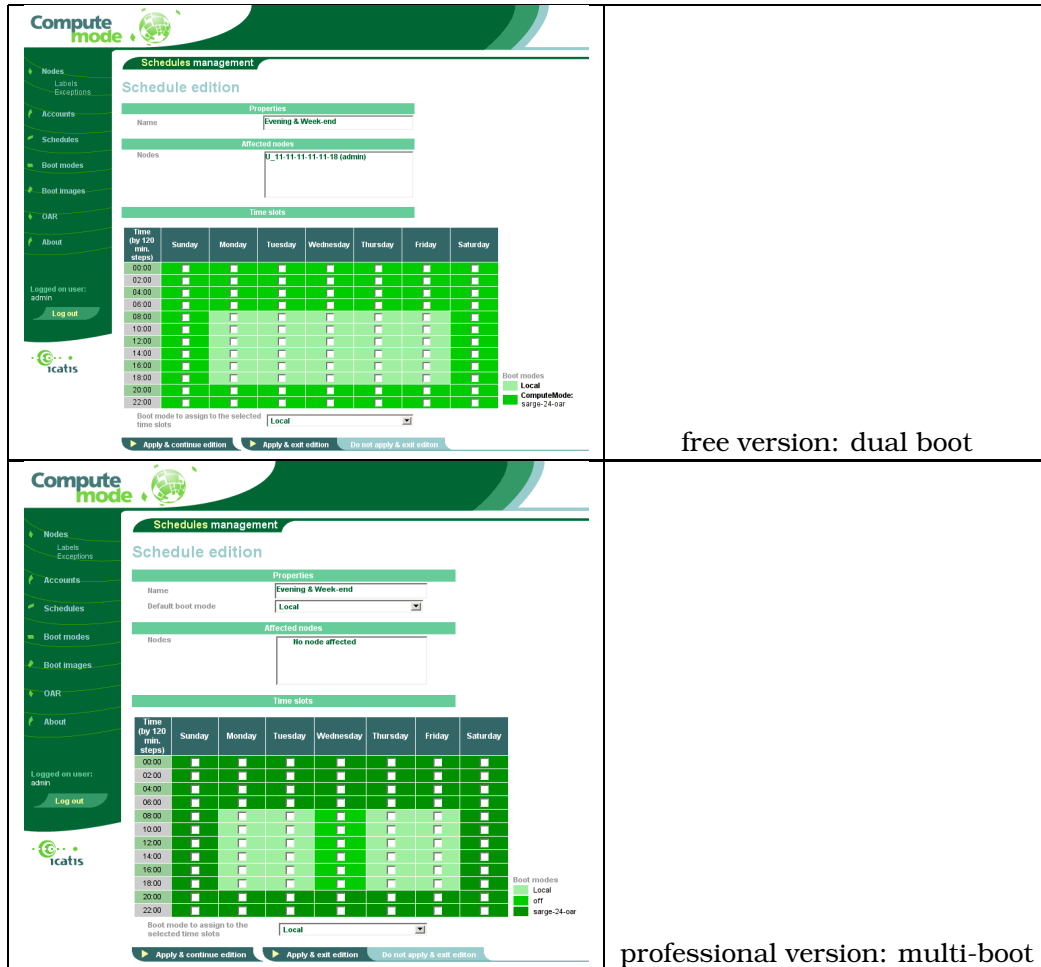 Compute
mode
Schedules management
Nodes
Labels
Exceptions
Accounts
Schedules
Boot modes
Boot images
OAR
About
Logged on user:
admin
Log out
icatis
Schedule edition
Properties
Name Evening & Week-end
Affected nodes
Nodes U_11-11-11-11-11-18 (admin)
Time slots
Time (by 120 min. steps) Sunday Monday Tuesday Wednesday Thursday Friday Saturday
00:00
02:00
04:00
06:00
08:00
10:00
12:00
14:00
16:00
18:00
20:00
22:00
Boot modes
Local
ComputeMode:
sarge-24-oar
Boot mode to assign to the selected time slots Local
Apply & continue edition Apply & exit edition Do not apply & exit editon
free version: dual boot
Compute
mode
Schedules management
Nodes
Labels
Exceptions
Accounts
Schedules
Boot modes
Boot images
OAR
About
Logged on user:
admin
Log out
icatis
Schedule edition
Properties
Name Evening & Week-end
Default boot mode Local
Affected nodes
Nodes No node affected
Time slots
Time (by 120 min. steps) Sunday Monday Tuesday Wednesday Thursday Friday Saturday
00:00
02:00
04:00
06:00
08:00
10:00
12:00
14:00
16:00
18:00
20:00
22:00
Boot modes
Local
off
sarge-24-oar
Boot mode to assign to the selected time slots Local
Apply & continue edition Apply & exit edition Do not apply & exit editon
professional version: multi-boot